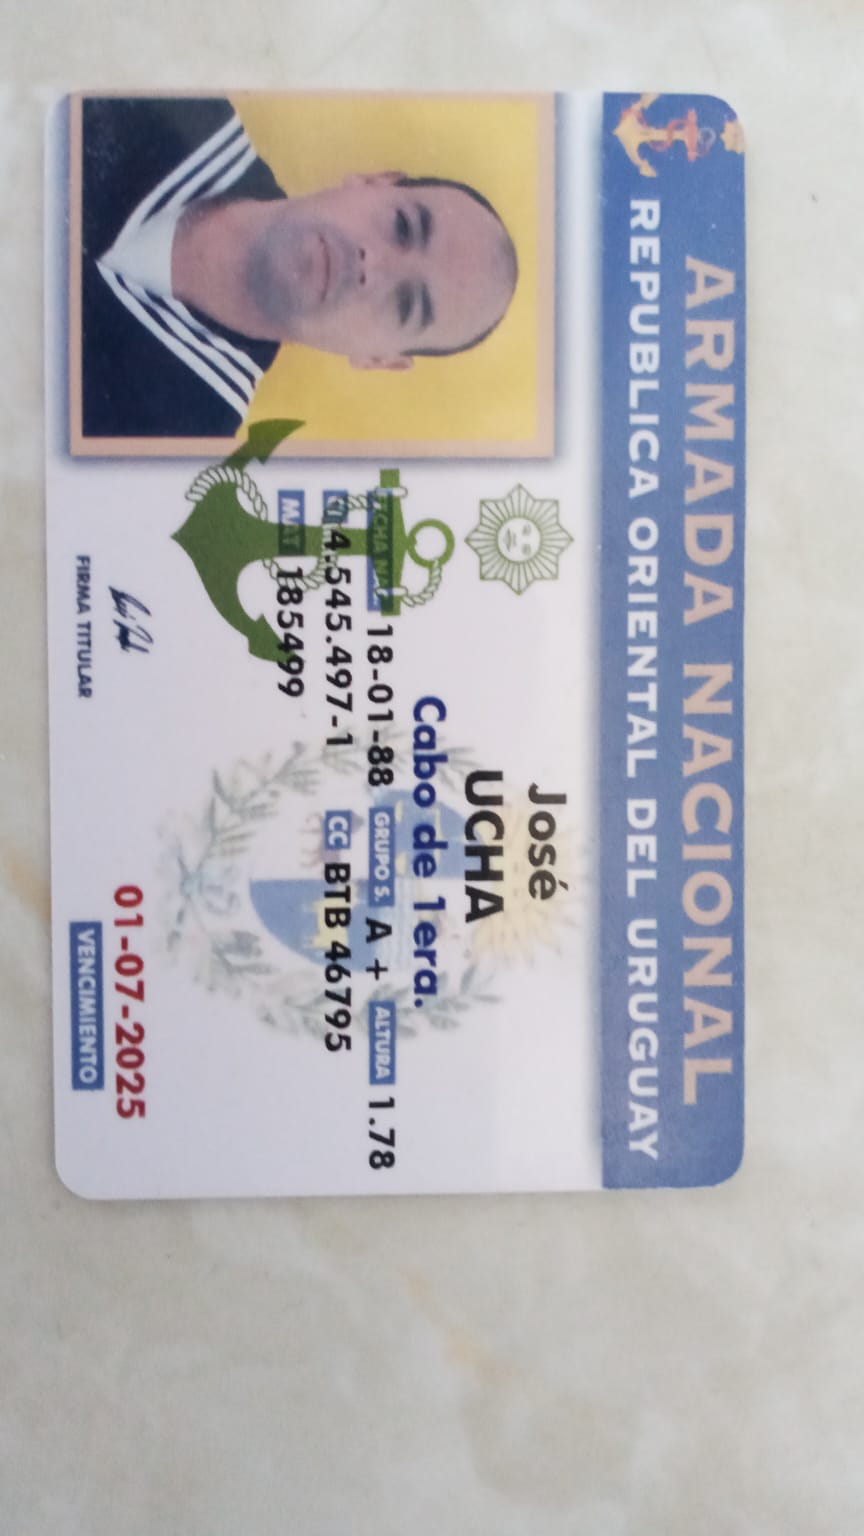 ARMADA NACIONAL
REPUBLICA ORIENTAL DEL URUGUAY
José
UCHA
Cabo de 1era.
FECHA NAC 18-01-88 GRUPO S. A + ALTURA 1.78
CI 4.545.497-1 CC BTB 46795
MAT 185499
FIRMA TITULAR
01-07-2025
VENCIMIENTO